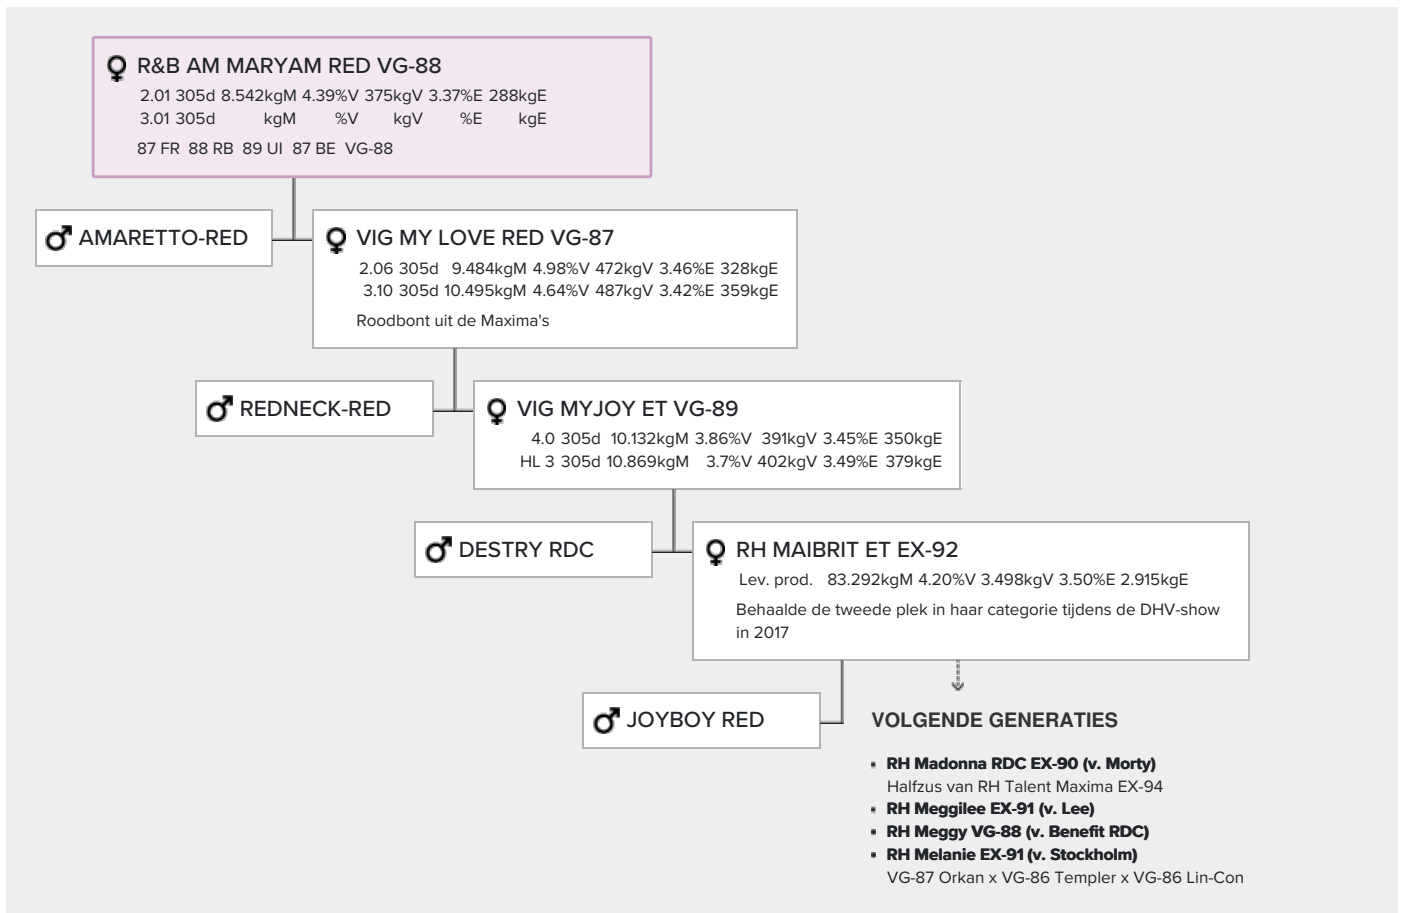 R&B AM MARYAM RED VG-88
2.01 305d 8.542kgM 4.39%V 375kgV 3.37%E 288kgE
3.01 305d kgM %V kgV %E kgE
87 FR 88 RB 89 UI 87 BE VG-88
AMARETTO-RED
VIG MY LOVE RED VG-87
2.06 305d 9.484kgM 4.98%V 472kgV 3.46%E 328kgE
3.10 305d 10.495kgM 4.64%V 487kgV 3.42%E 359kgE
Roodbont uit de Maxima's
REDNECK-RED
VIG MYJOY ET VG-89
4.0 305d 10.132kgM 3.86%V 391kgV 3.45%E 350kgE
HL 3 305d 10.869kgM 3.7%V 402kgV 3.49%E 379kgE
DESTRY RDC
RH MAIBRIT ET EX-92
Lev. prod. 83.292kgM 4.20%V 3.498kgV 3.50%E 2.915kgE
Behaalde de tweede plek in haar categorie tijdens de DHV-show
in 2017
JOYBOY RED
VOLGENDE GENERATIES
• RH Madonna RDC EX-90 (v. Morty)
Halfzus van RH Talent Maxima EX-94
• RH Meggilee EX-91 (v. Lee)
• RH Meggy VG-88 (v. Benefit RDC)
• RH Melanie EX-91 (v. Stockholm)
VG-87 Orkan x VG-86 Templer x VG-86 Lin-Con